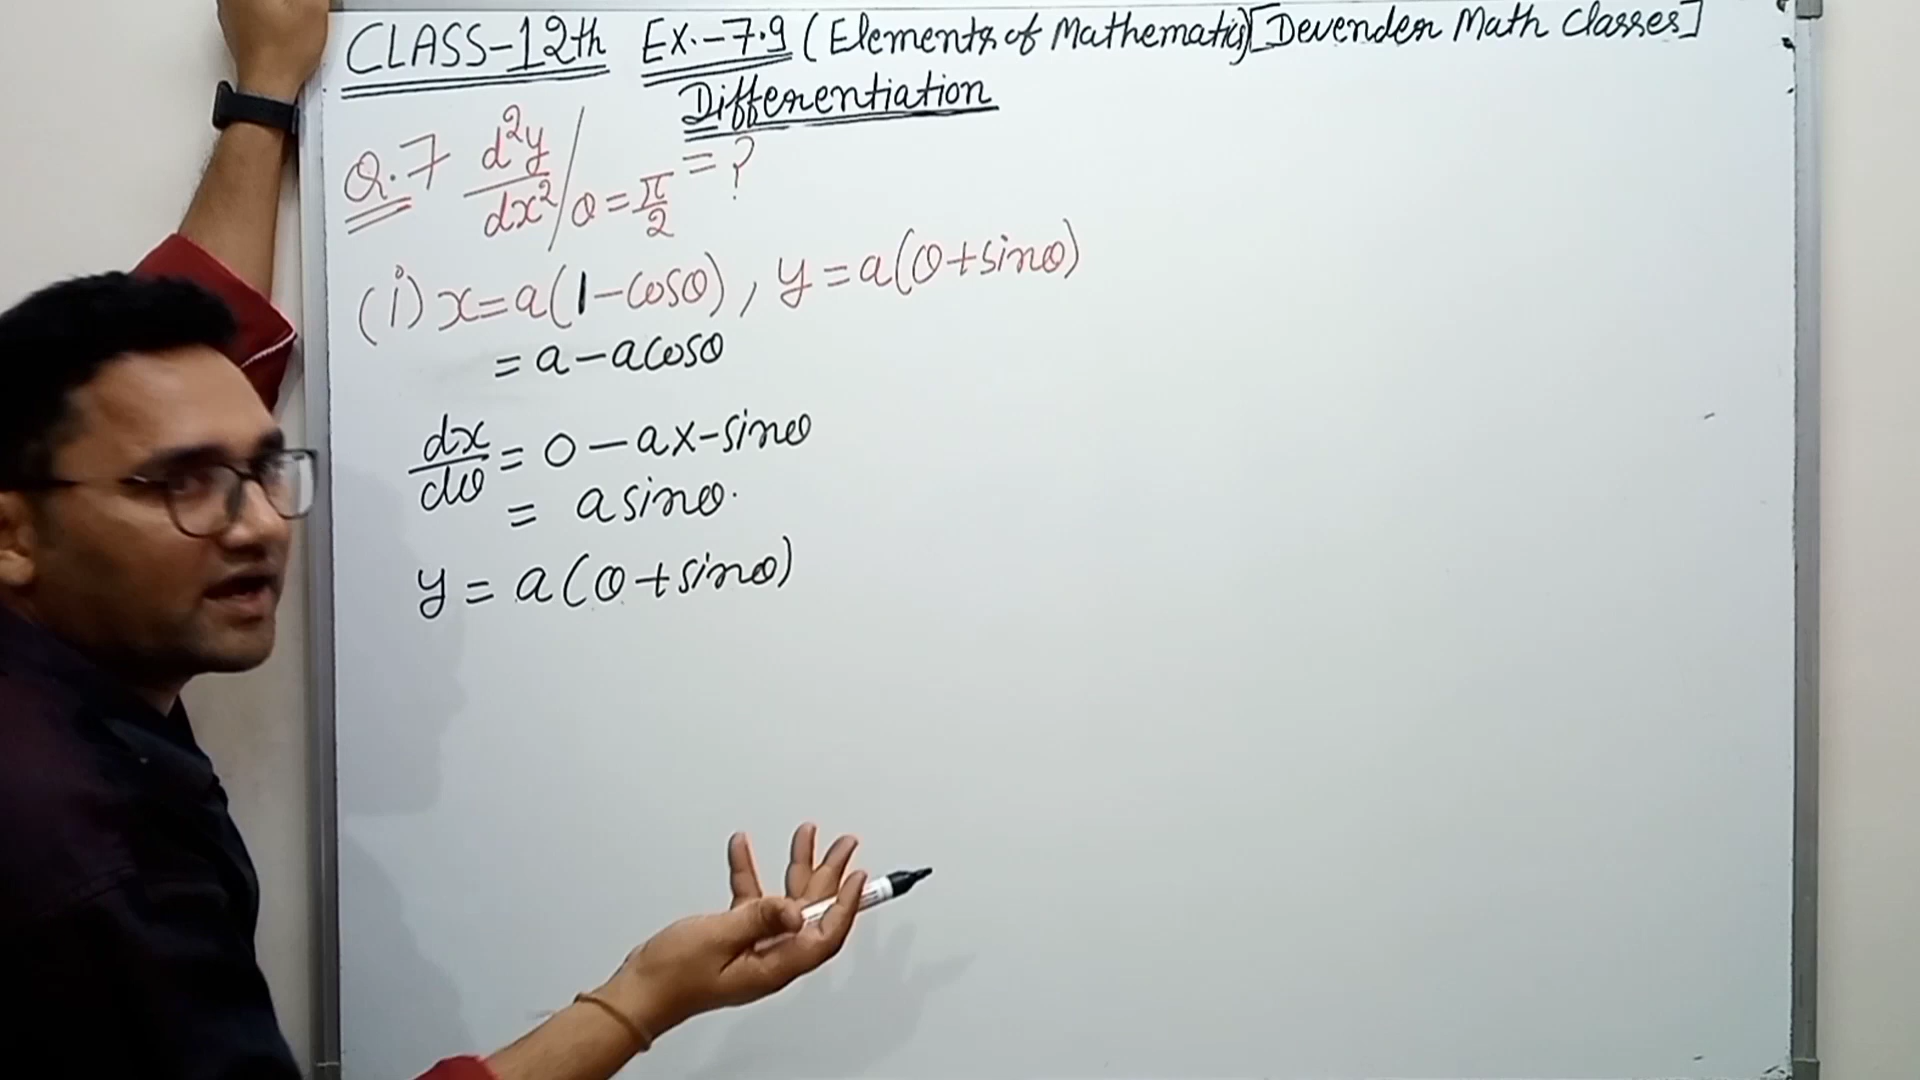 CLASS-12th Ex.-7.9 (Elements of Mathematics) [Devender Math Classes]
Differentiation
Q.7 d²y/dx² / θ=π/2 = ?
(i) x=a(1-cosθ), y=a(θ+sinθ)
= a-acosθ
dx/dθ = 0-ax-sinθ
= asinθ.
y = a(θ+sinθ)